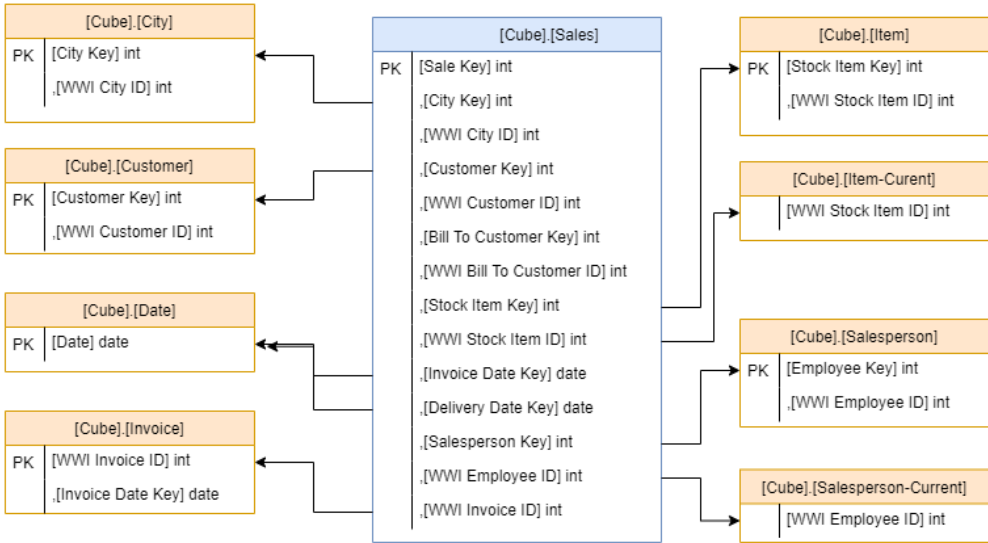 [Cube].[City]
PK
[City Key] int
,[WWI City ID] int
[Cube].[Customer]
PK
[Customer Key] int
,[WWI Customer ID] int
[Cube].[Date]
PK
[Date] date
[Cube].[Invoice]
PK
[WWI Invoice ID] int
,[Invoice Date Key] date
[Cube].[Sales]
PK
[Sale Key] int
,[City Key] int
,[WWI City ID] int
,[Customer Key] int
,[WWI Customer ID] int
,[Bill To Customer Key] int
,[WWI Bill To Customer ID] int
,[Stock Item Key] int
,[WWI Stock Item ID] int
,[Invoice Date Key] date
,[Delivery Date Key] date
,[Salesperson Key] int
,[WWI Employee ID] int
,[WWI Invoice ID] int
[Cube].[Item]
PK
[Stock Item Key] int
,[WWI Stock Item ID] int
[Cube].[Item-Curent]
[WWI Stock Item ID] int
[Cube].[Salesperson]
PK
[Employee Key] int
,[WWI Employee ID] int
[Cube].[Salesperson-Current]
[WWI Employee ID] int